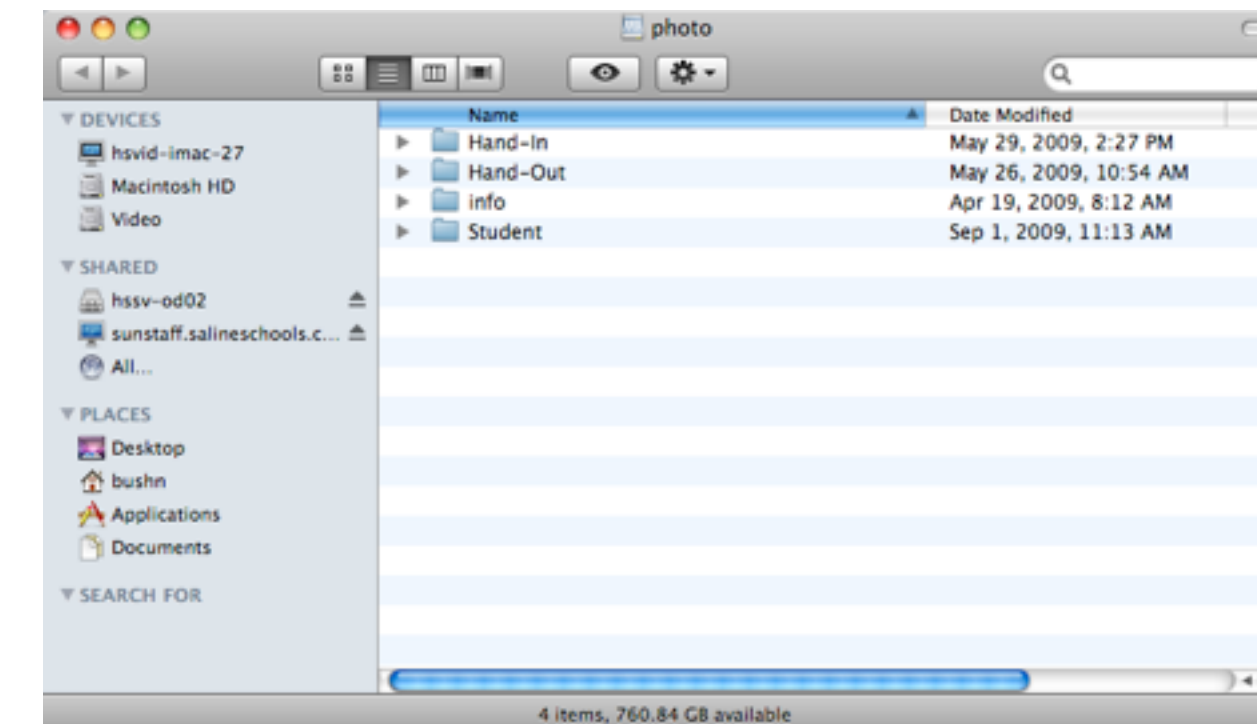 photo
Name Date Modified
DEVICES
hsvid-imac-27
Macintosh HD
Video
SHARED
hssv-od02
sunstaff.salineschools.c...
All...
PLACES
Desktop
bushn
Applications
Documents
SEARCH FOR
Hand-In May 29, 2009, 2:27 PM
Hand-Out May 26, 2009, 10:54 AM
info Apr 19, 2009, 8:12 AM
Student Sep 1, 2009, 11:13 AM
4 items, 760.84 GB available